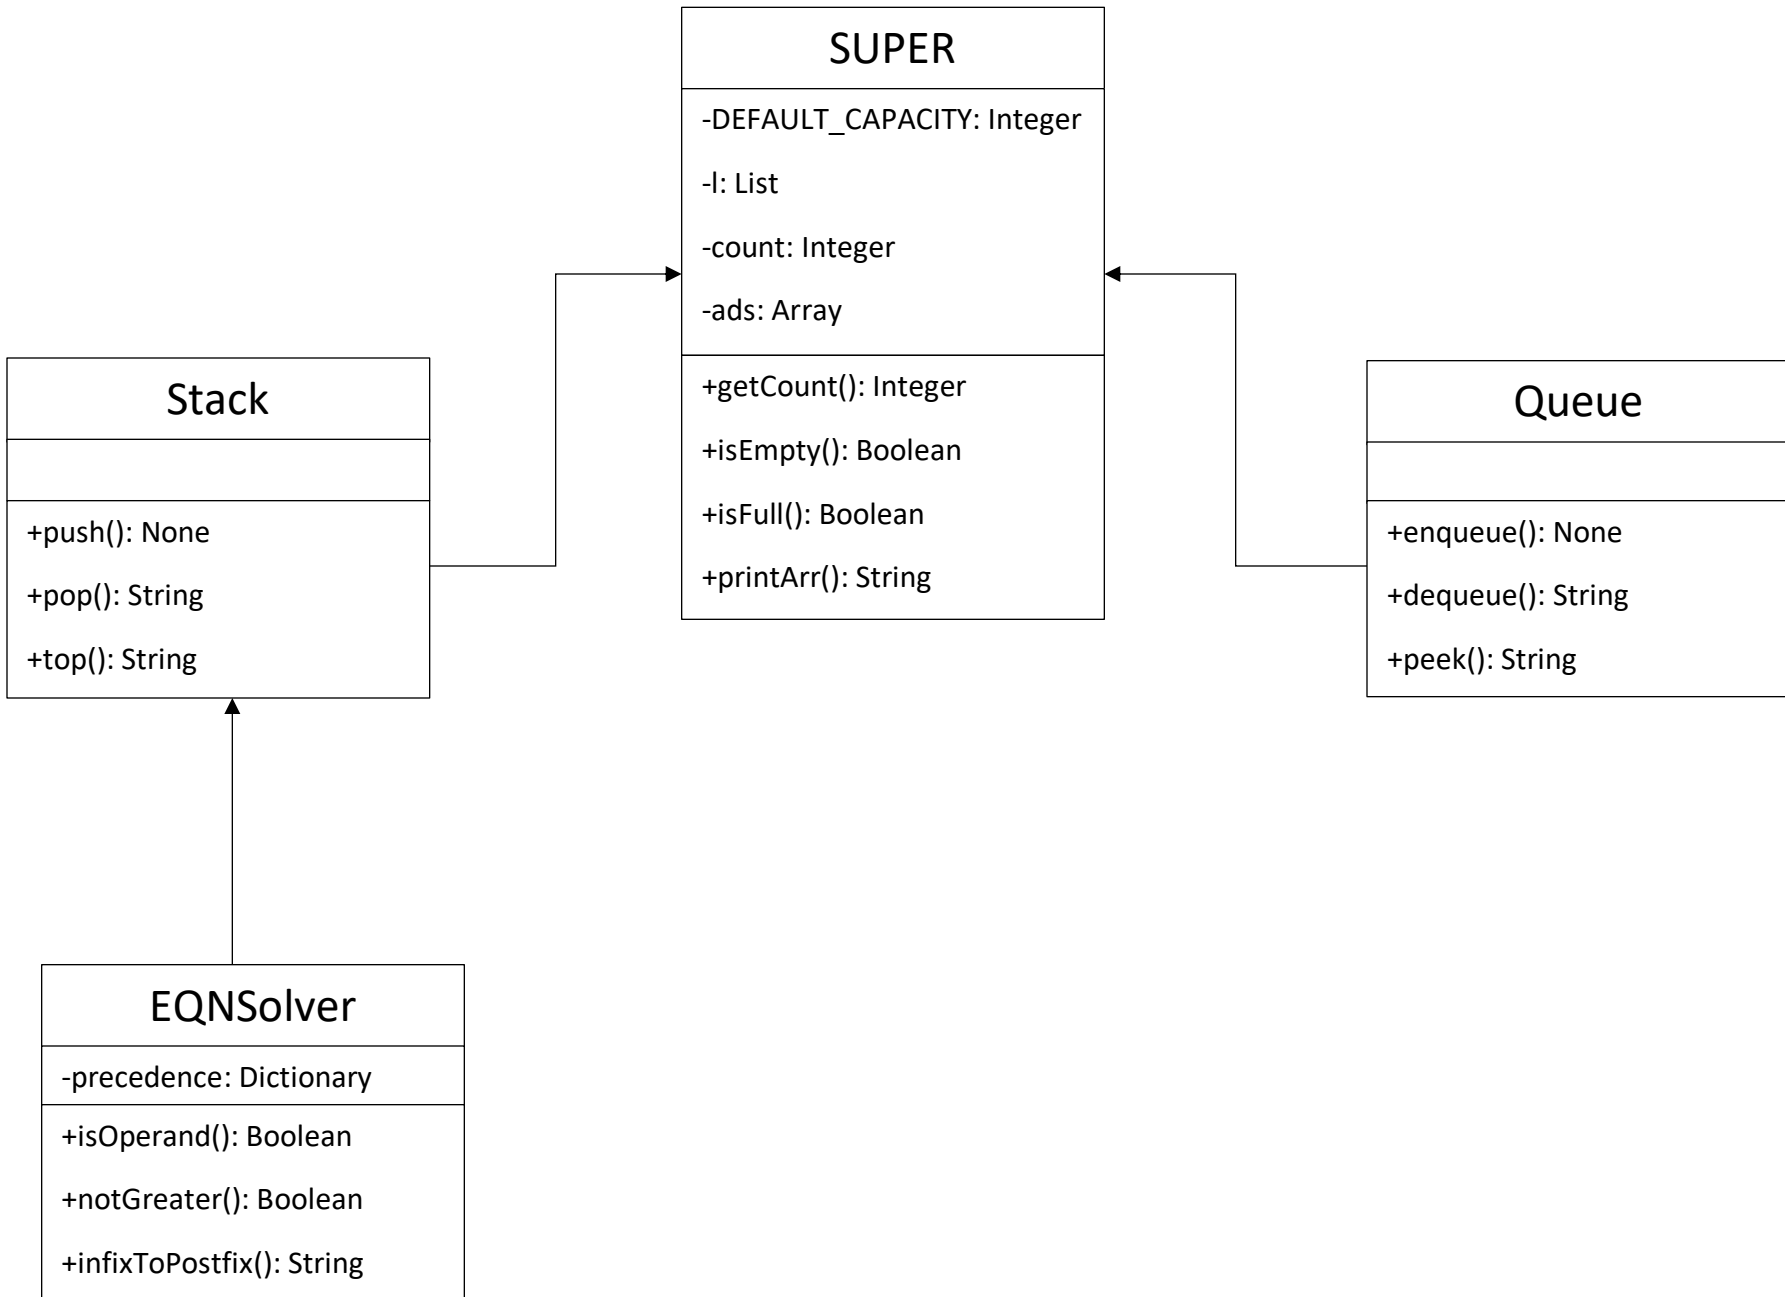 SUPER
-DEFAULT_CAPACITY: Integer
-l: List
-count: Integer
-ads: Array
+getCount(): Integer
+isEmpty(): Boolean
+isFull(): Boolean
+printArr(): String
Stack
+push(): None
+pop(): String
+top(): String
Queue
+enqueue(): None
+dequeue(): String
+peek(): String
EQNSolver
-precedence: Dictionary
+isOperand(): Boolean
+notGreater(): Boolean
+infixToPostfix(): String